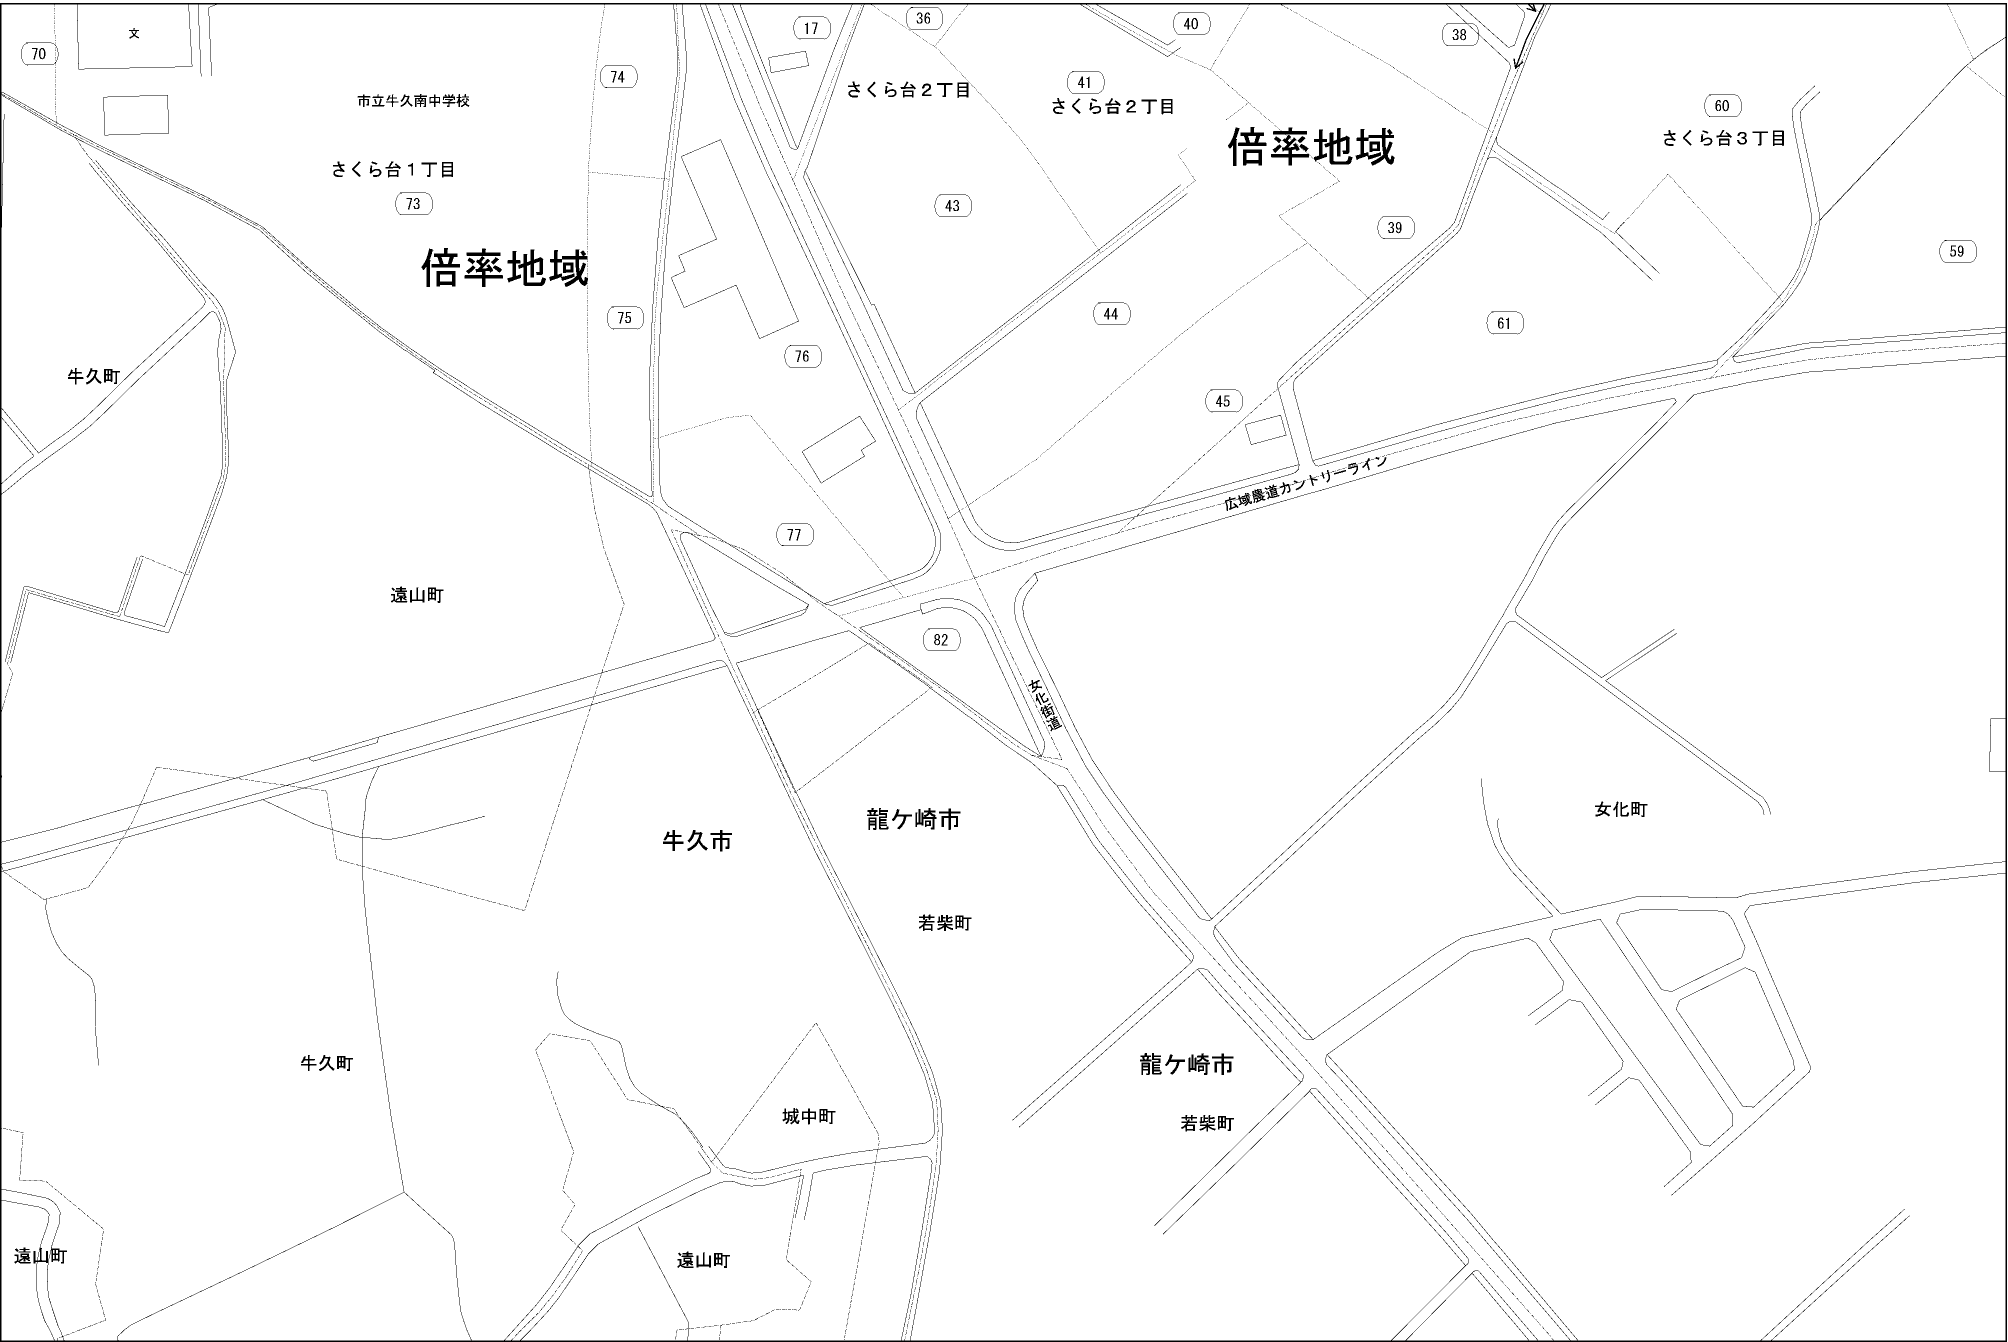 36
40
17
38
文
70
74
41
さくら台２丁目
さくら台２丁目
60
市立牛久南中学校
さくら台３丁目
倍率地域
さくら台１丁目
73
43
39
59
倍率地域
44
75
61
76
牛久町
45
広域農道カントリーライン
77
遠山町
82
女化街道
女化町
龍ケ崎市
牛久市
若柴町
牛久町
龍ケ崎市
城中町
若柴町
遠山町
遠山町